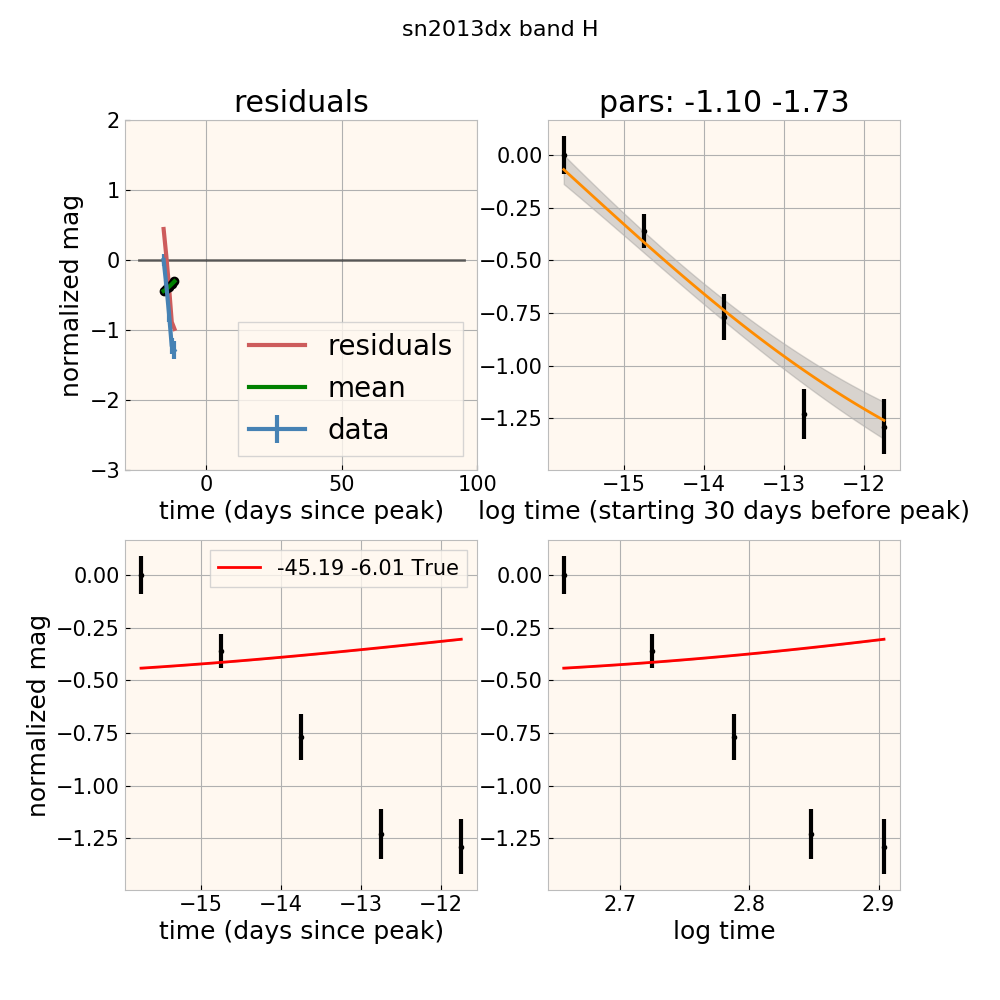 sn2013dx band H
residuals
pars: -1.10 -1.73
normalized mag
2
1
0
−1
−2
−3
residuals
mean
data
0
50
100
time (days since peak)
0.00
−0.25
−0.50
−0.75
−1.00
−1.25
−15
−14
−13
−12
log time (starting 30 days before peak)
normalized mag
0.00
−0.25
−0.50
−0.75
−1.00
−1.25
-45.19 -6.01 True
−15
−14
−13
−12
time (days since peak)
0.00
−0.25
−0.50
−0.75
−1.00
−1.25
2.7
2.8
2.9
log time